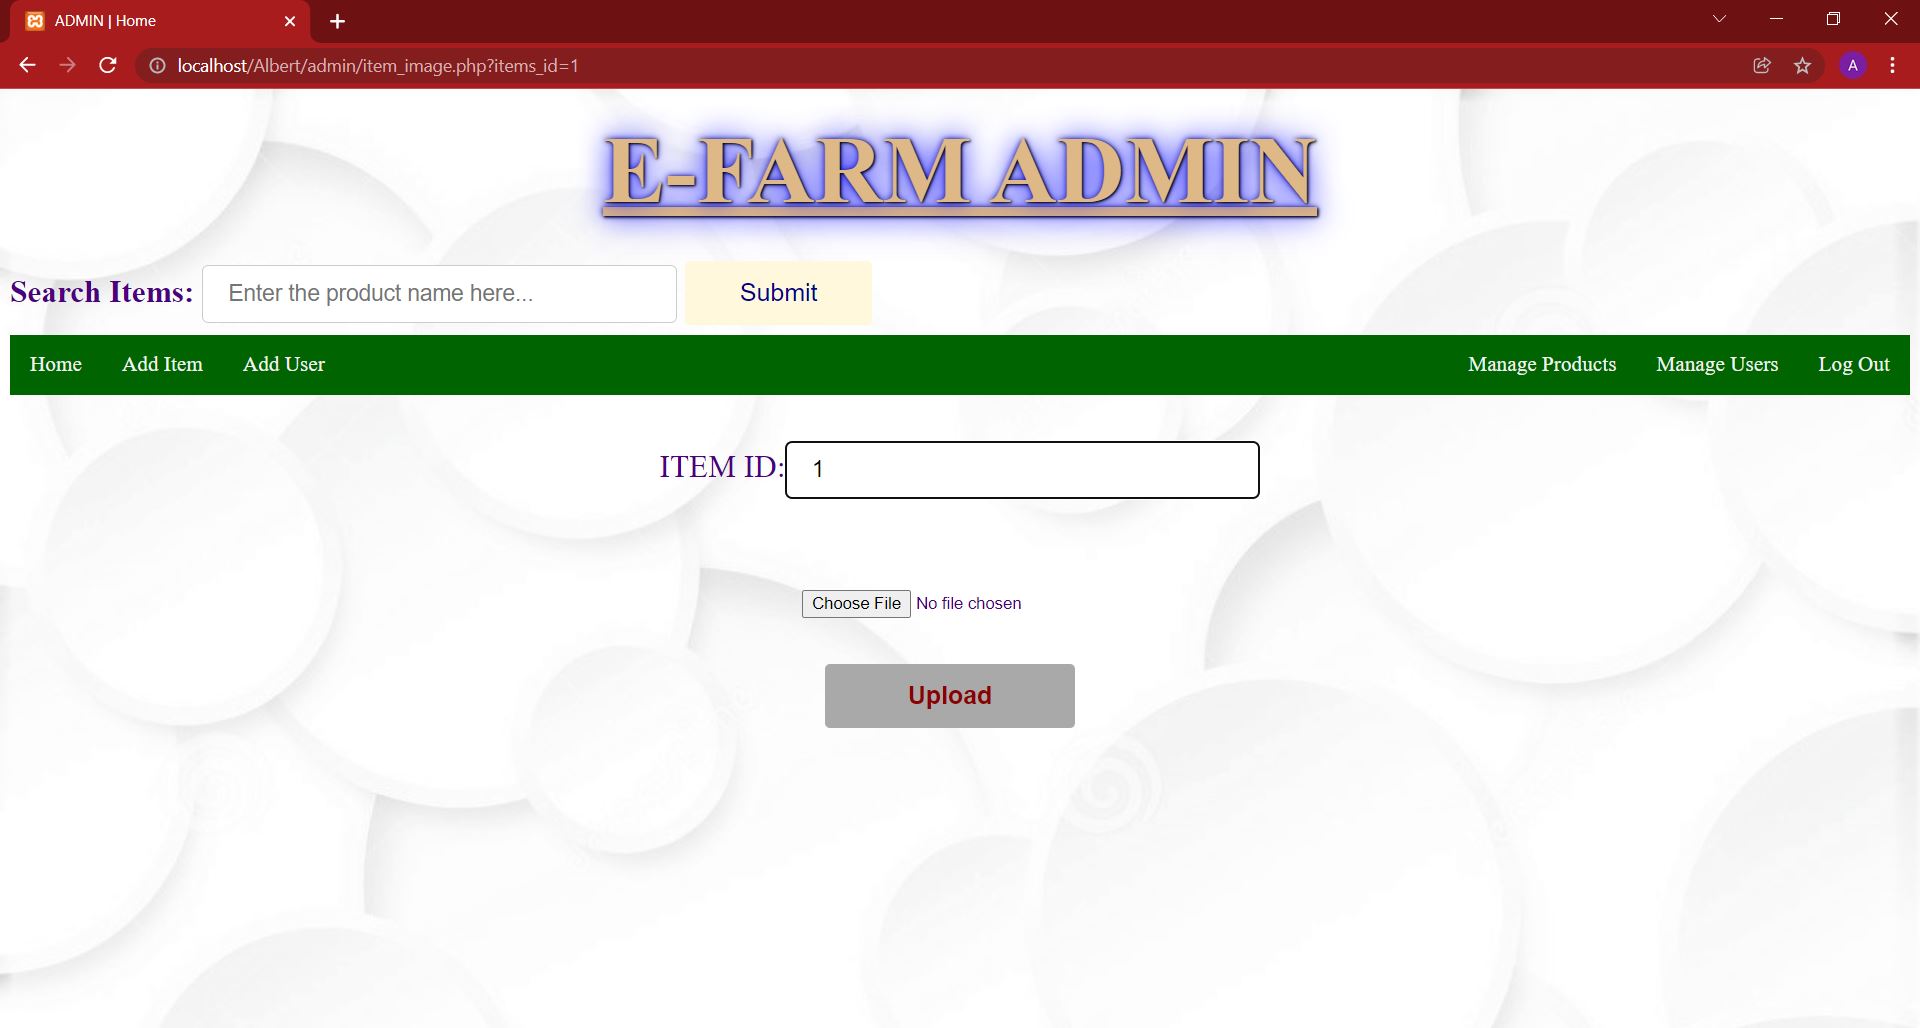 ADMIN | Home
localhost/Albert/admin/item_image.php?items_id=1
A
E-FARM ADMIN
Search Items: Enter the product name here... Submit
Home Add Item Add User Manage Products Manage Users Log Out
ITEM ID: 1
Choose File No file chosen
Upload